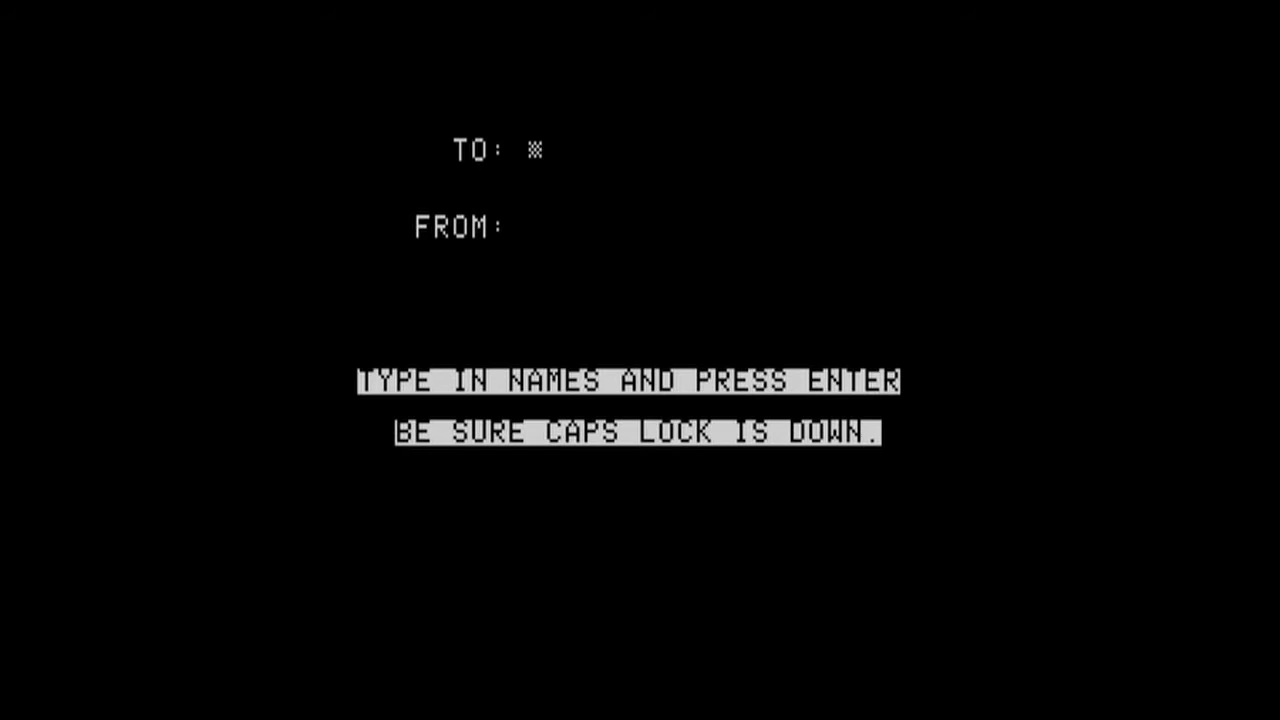 TO:
FROM:
TYPE IN NAMES AND PRESS ENTER
BE SURE CAPS LOCK IS DOWN.